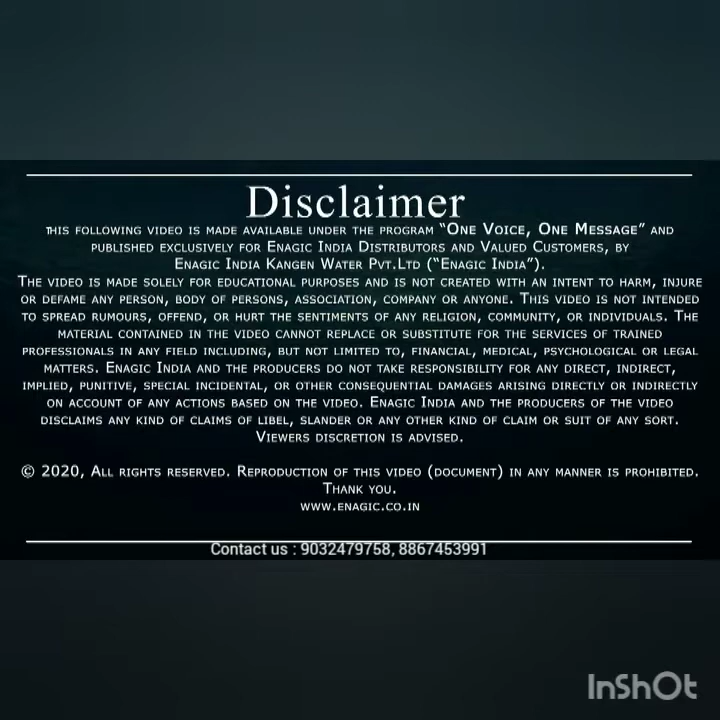 Disclaimer
THIS FOLLOWING VIDEO IS MADE AVAILABLE UNDER THE PROGRAM “ONE VOICE, ONE MESSAGE” AND
PUBLISHED EXCLUSIVELY FOR ENAGIC INDIA DISTRIBUTORS AND VALUED CUSTOMERS, BY
ENAGIC INDIA KANGEN WATER PVT.LTD (“ENAGIC INDIA”).
THE VIDEO IS MADE SOLELY FOR EDUCATIONAL PURPOSES AND IS NOT CREATED WITH AN INTENT TO HARM, INJURE
OR DEFAME ANY PERSON, BODY OF PERSONS, ASSOCIATION, COMPANY OR ANYONE. THIS VIDEO IS NOT INTENDED
TO SPREAD RUMOURS, OFFEND, OR HURT THE SENTIMENTS OF ANY RELIGION, COMMUNITY, OR INDIVIDUALS. THE
MATERIAL CONTAINED IN THE VIDEO CANNOT REPLACE OR SUBSTITUTE FOR THE SERVICES OF TRAINED
PROFESSIONALS IN ANY FIELD INCLUDING, BUT NOT LIMITED TO, FINANCIAL, MEDICAL, PSYCHOLOGICAL OR LEGAL
MATTERS. ENAGIC INDIA AND THE PRODUCERS DO NOT TAKE RESPONSIBILITY FOR ANY DIRECT, INDIRECT,
IMPLIED, PUNITIVE, SPECIAL INCIDENTAL, OR OTHER CONSEQUENTIAL DAMAGES ARISING DIRECTLY OR INDIRECTLY
ON ACCOUNT OF ANY ACTIONS BASED ON THE VIDEO. ENAGIC INDIA AND THE PRODUCERS OF THE VIDEO
DISCLAIMS ANY KIND OF CLAIMS OF LIBEL, SLANDER OR ANY OTHER KIND OF CLAIM OR SUIT OF ANY SORT.
VIEWERS DISCRETION IS ADVISED.
© 2020, ALL RIGHTS RESERVED. REPRODUCTION OF THIS VIDEO (DOCUMENT) IN ANY MANNER IS PROHIBITED.
THANK YOU.
WWW.ENAGIC.CO.IN
Contact us : 9032479758, 8867453991
InShOt